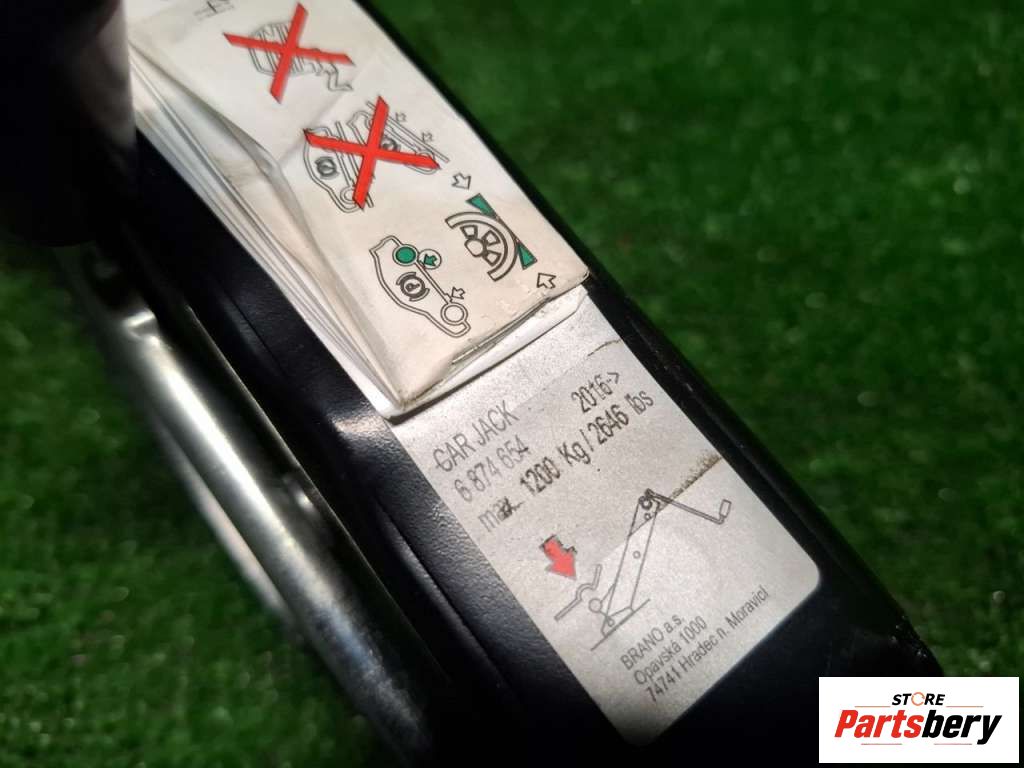 CAR JACK
6 874 654 2016->
max. 1200 Kg / 2646 lbs
BRANO a.s.
Opavská 1000
74741 Hradec n. Moravicí
STORE
Partsbery